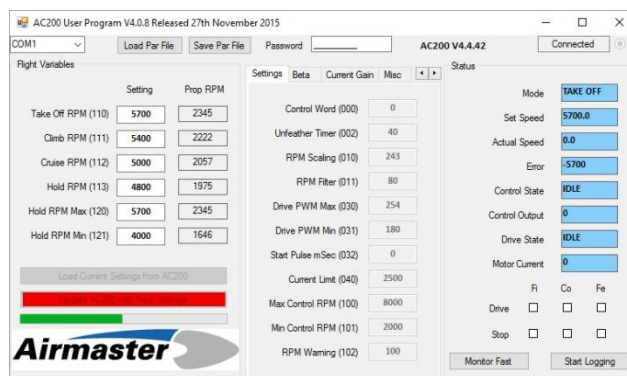 AC200 User Program V4.0.8 Released 27th November 2015
COM1 Load Par File Save Par File Password AC200 V4.4.42 Connected
Flight Variables
Setting Prop RPM
Take Off RPM (110) 5700 2345
Climb RPM (111) 5400 2222
Cruise RPM (112) 5000 2057
Hold RPM (113) 4800 1975
Hold RPM Max (120) 5700 2345
Hold RPM Min (121) 4000 1646
Load Current Settings from AC200
Update AC200 with New Settings
Airmaster
Settings Beta Current Gain Misc
Control Word (000) 0
Unfeather Timer (002) 40
RPM Scaling (010) 243
RPM Filter (011) 80
Drive PWM Max (030) 254
Drive PWM Min (031) 180
Start Pulse mSec (032) 0
Current Limit (040) 2500
Max Control RPM (100) 8000
Min Control RPM (101) 2000
RPM Warning (102) 100
Status
Mode TAKE OFF
Set Speed 5700.0
Actual Speed 0.0
Error -5700
Control State IDLE
Control Output 0
Drive State IDLE
Motor Current 0
Fi Co Fe
Drive
Stop
Monitor Fast Start Logging